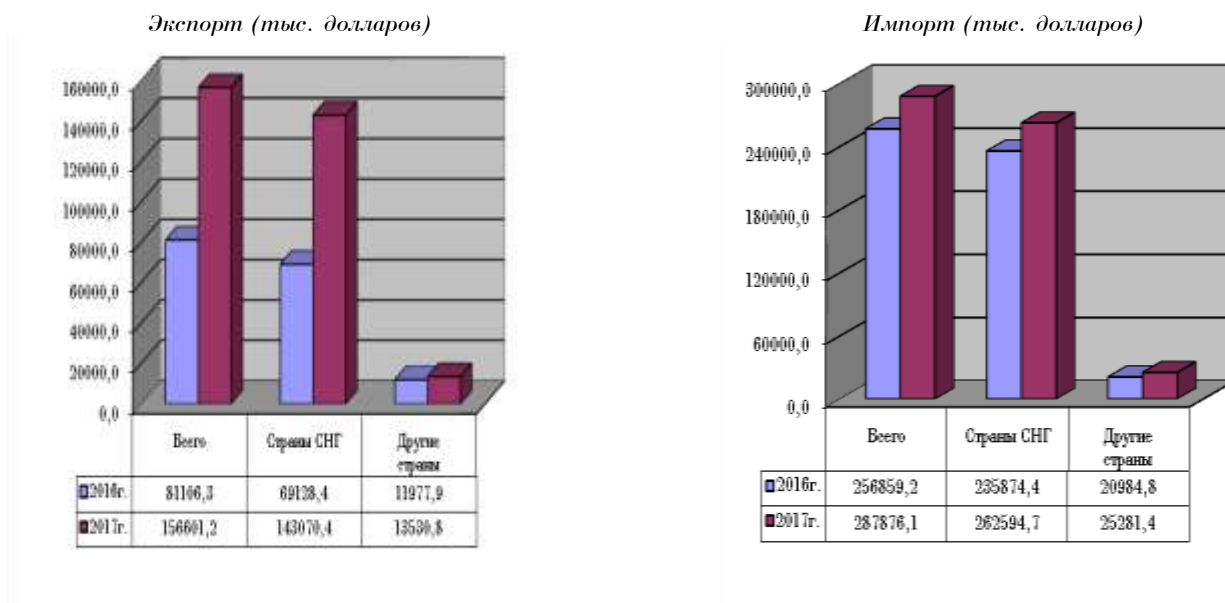 Экспорт (тыс. долларов)
160000,0
140000,0
120000,0
100000,0
80000,0
60000,0
40000,0
20000,0
0,0
Всего Страны СНГ Другие
страны
2016г. 81106,3 69128,4 11977,9
2017г. 156601,2 143070,4 13530,8
Импорт (тыс. долларов)
300000,0
240000,0
180000,0
120000,0
60000,0
0,0
Всего Страны СНГ Другие
страны
2016г. 256859,2 235874,4 20984,8
2017г. 287876,1 262594,7 25281,4